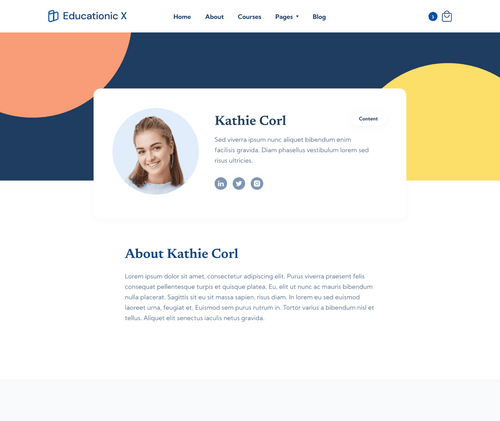 Educationic X
Home About Courses Pages Blog
Kathie Corl
Content
Sed viverra ipsum nunc aliquet bibendum enim
facilisis gravida. Diam phasellus vestibulum lorem sed
risus ultricies.
About Kathie Corl
Lorem ipsum dolor sit amet, consectetur adipiscing elit. Purus viverra praesent felis
consequat pellentesque turpis et quisque platea. Eu, elit ut nunc ac mauris bibendum
nulla placerat. Sagittis sit eu sit massa sapien, risus diam. In lorem eu sed euismod
laoreet urna, feugiat et. Euismod sem purus rutrum in. Tortor varius a bibendum nisl et
tellus. Aliquet elit senectus iaculis netus gravida.